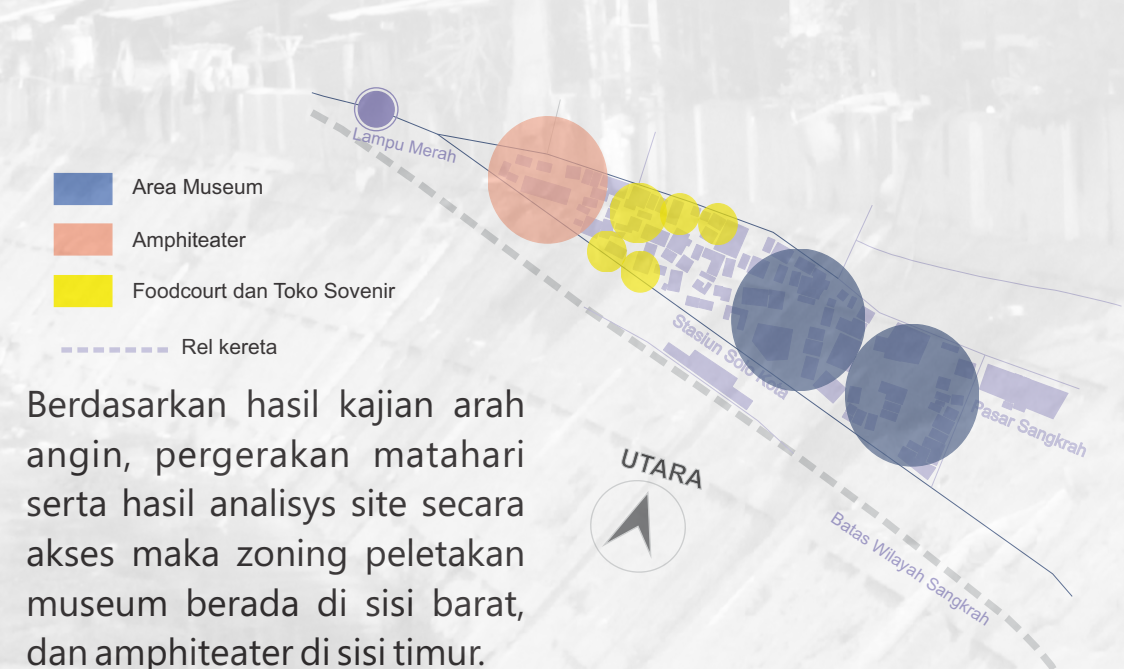 Lampu Merah
Area Museum
Amphiteater
Foodcourt dan Toko Sovenir
Rel kereta
Stasiun Solo Kota
Pasar Sangkrah
UTARA
Batas Wilayah Sangkrah
Berdasarkan hasil kajian arah
angin, pergerakan matahari
serta hasil analisys site secara
akses maka zoning peletakan
museum berada di sisi barat,
dan amphiteater di sisi timur.